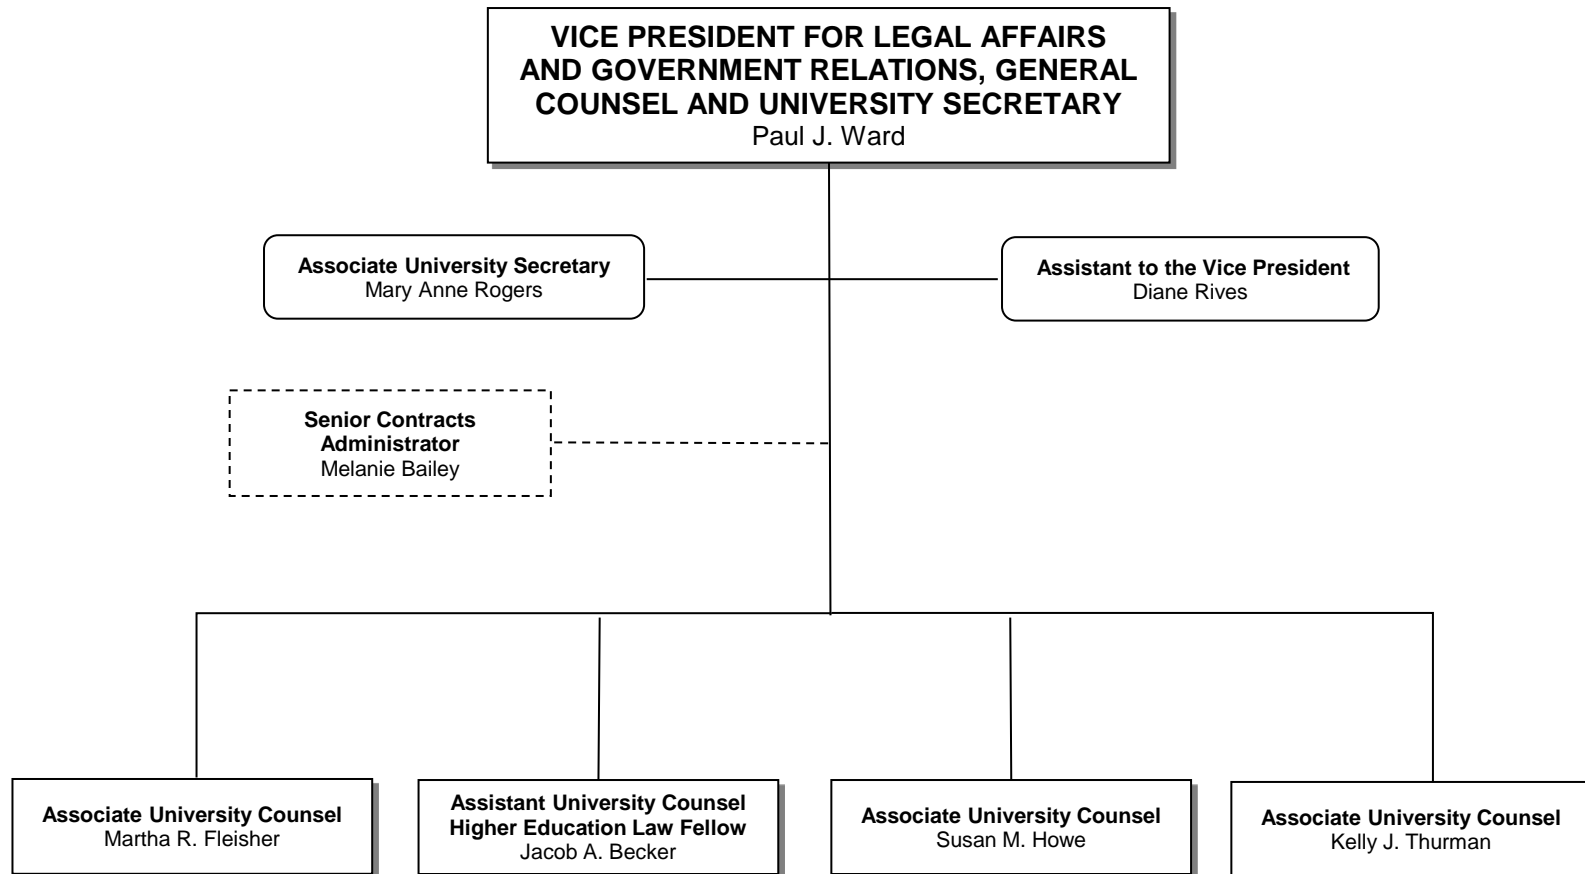 VICE PRESIDENT FOR LEGAL AFFAIRS
AND GOVERNMENT RELATIONS, GENERAL
COUNSEL AND UNIVERSITY SECRETARY
Paul J. Ward
Associate University Secretary
Mary Anne Rogers
Assistant to the Vice President
Diane Rives
Senior Contracts
Administrator
Melanie Bailey
Associate University Counsel
Martha R. Fleisher
Assistant University Counsel
Higher Education Law Fellow
Jacob A. Becker
Associate University Counsel
Susan M. Howe
Associate University Counsel
Kelly J. Thurman